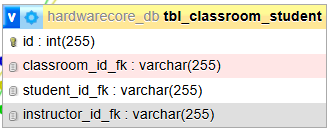 v hardwarecore_db tbl_classroom_student
id : int(255)
classroom_id_fk : varchar(255)
student_id_fk : varchar(255)
instructor_id_fk : varchar(255)